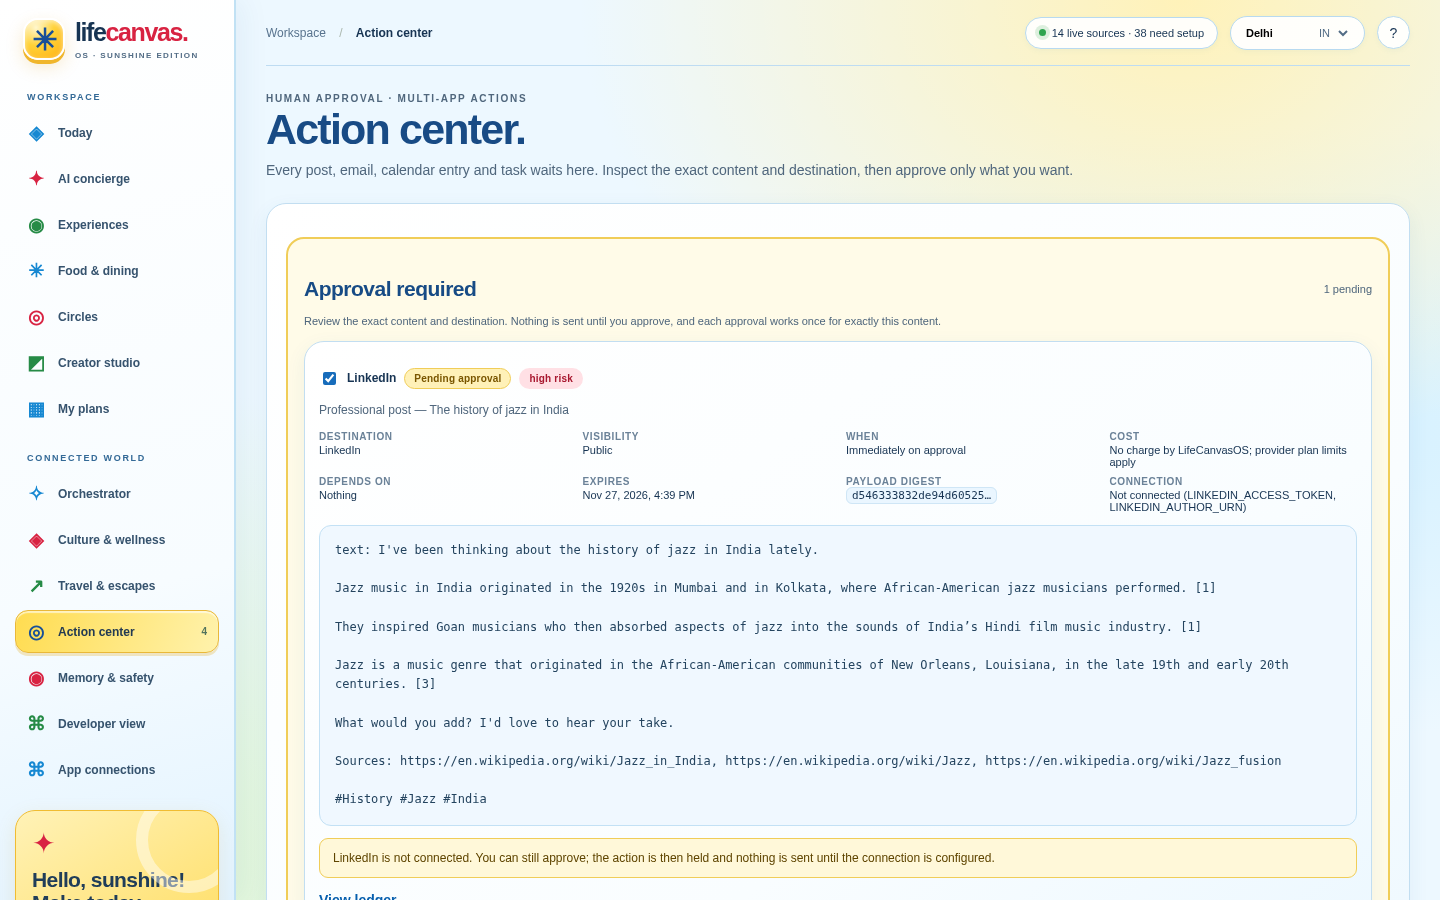 lifecanvas.
OS · SUNSHINE EDITION
WORKSPACE
Today
AI concierge
Experiences
Food & dining
Circles
Creator studio
My plans
CONNECTED WORLD
Orchestrator
Culture & wellness
Travel & escapes
Action center 4
Memory & safety
Developer view
App connections
Hello, sunshine!
Workspace / Action center
14 live sources · 38 need setup
Delhi IN
?
HUMAN APPROVAL · MULTI-APP ACTIONS
Action center.
Every post, email, calendar entry and task waits here. Inspect the exact content and destination, then approve only what you want.
Approval required
1 pending
Review the exact content and destination. Nothing is sent until you approve, and each approval works once for exactly this content.
LinkedIn Pending approval high risk
Professional post — The history of jazz in India
DESTINATION
LinkedIn
VISIBILITY
Public
WHEN
Immediately on approval
COST
No charge by LifeCanvasOS; provider plan limits
apply
DEPENDS ON
Nothing
EXPIRES
Nov 27, 2026, 4:39 PM
PAYLOAD DIGEST
d546333832de94d60525…
CONNECTION
Not connected (LINKEDIN_ACCESS_TOKEN,
LINKEDIN_AUTHOR_URN)
text: I've been thinking about the history of jazz in India lately.
Jazz music in India originated in the 1920s in Mumbai and in Kolkata, where African-American jazz musicians performed. [1]
They inspired Goan musicians who then absorbed aspects of jazz into the sounds of India’s Hindi film music industry. [1]
Jazz is a music genre that originated in the African-American communities of New Orleans, Louisiana, in the late 19th and early 20th
centuries. [3]
What would you add? I'd love to hear your take.
Sources: https://en.wikipedia.org/wiki/Jazz_in_India, https://en.wikipedia.org/wiki/Jazz, https://en.wikipedia.org/wiki/Jazz_fusion
#History #Jazz #India
LinkedIn is not connected. You can still approve; the action is then held and nothing is sent until the connection is configured.
View ledger